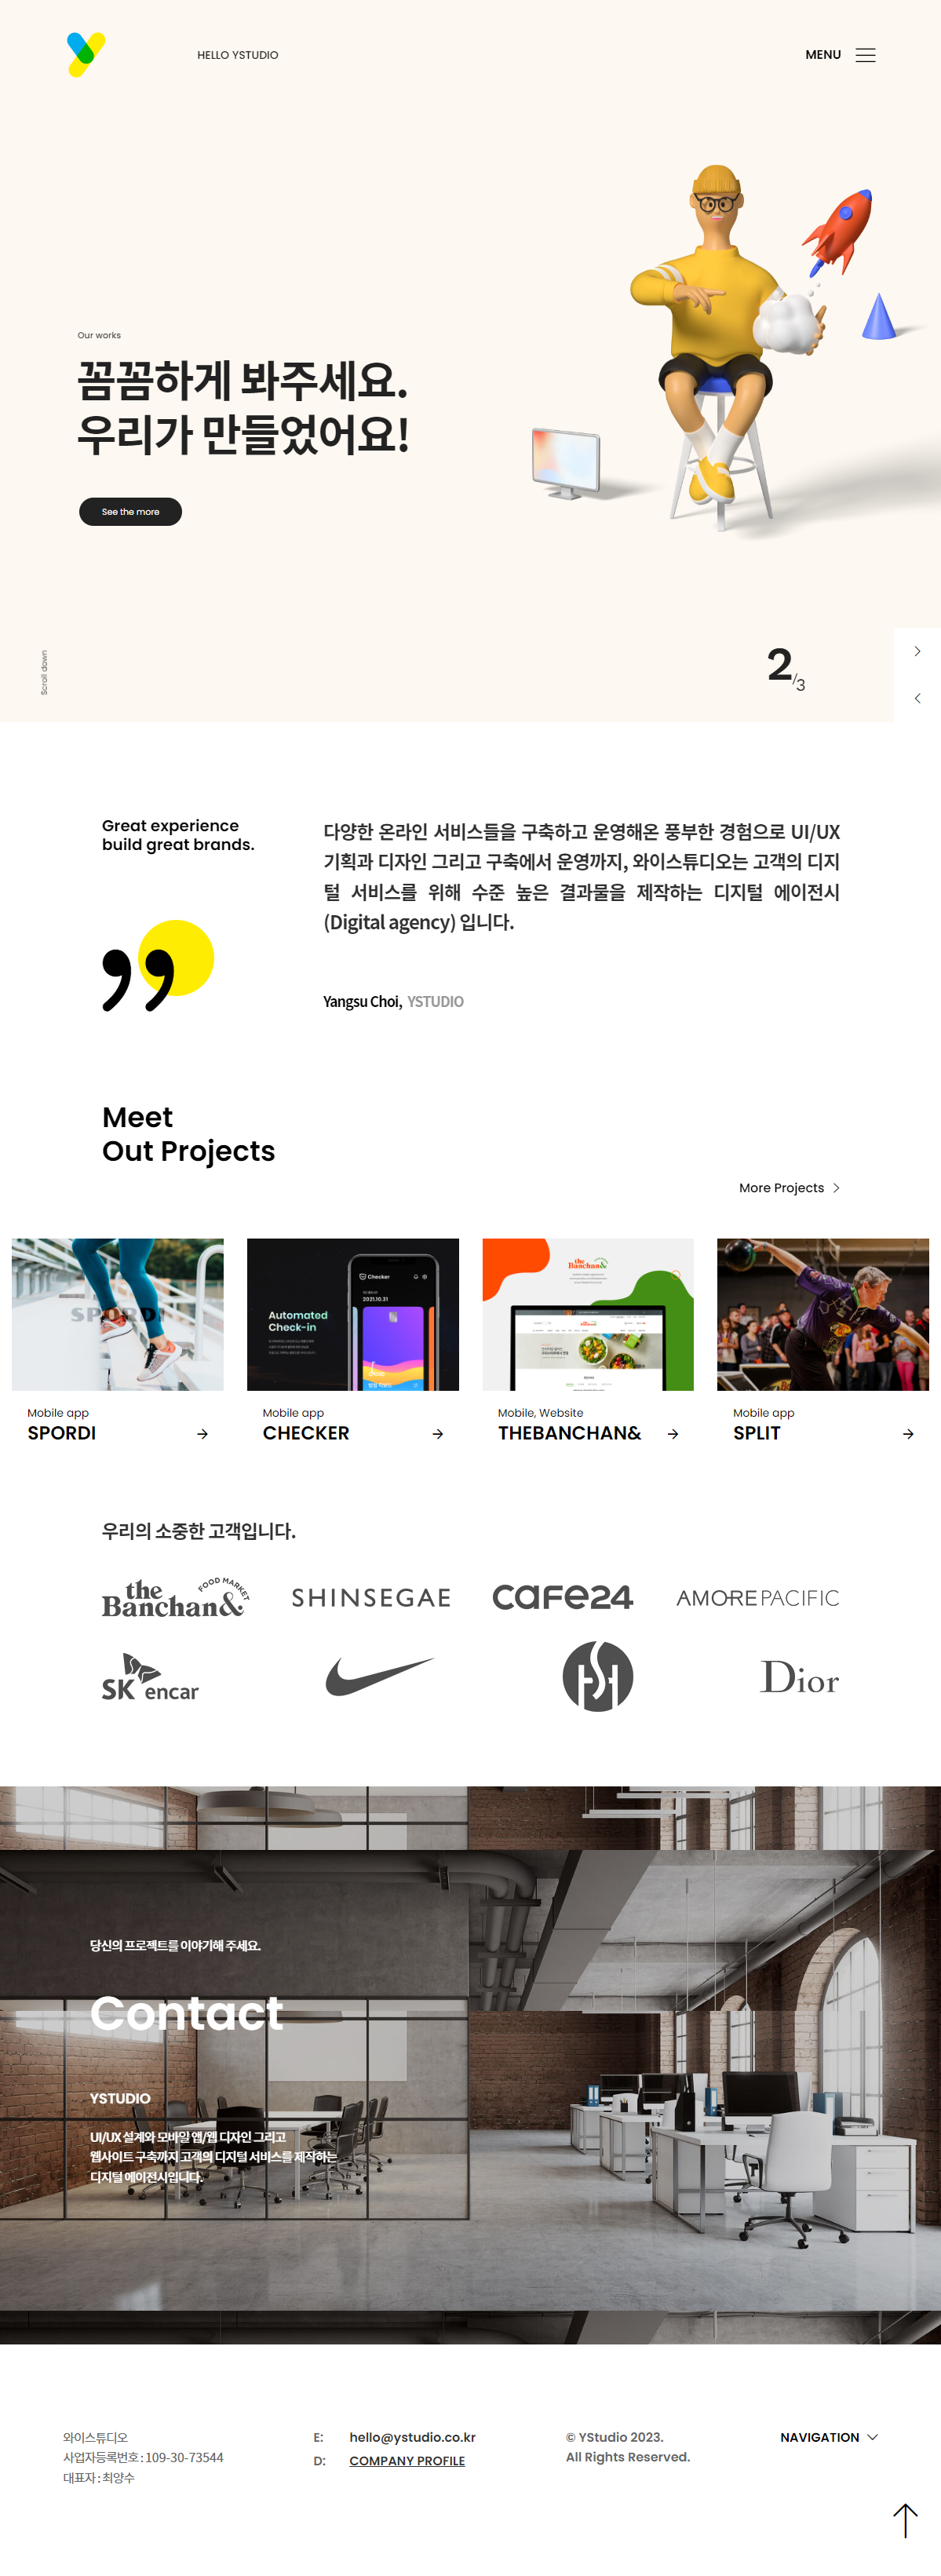 HELLO YSTUDIO
MENU
Our works
꼼꼼하게 봐주세요.
우리가 만들었어요!
See the more
Scroll down
2/3
Great experience
build great brands.
다양한 온라인 서비스들을 구축하고 운영해온 풍부한 경험으로 UI/UX
기획과 디자인 그리고 구축에서 운영까지, 와이스튜디오는 고객의 디지
털 서비스를 위해 수준 높은 결과물을 제작하는 디지털 에이전시
(Digital agency) 입니다.
Yangsu Choi, YSTUDIO
Meet
Out Projects
More Projects
SPORDI
Checker
2021.10.31
Automated
Check-in
the
Banchan&
Mobile app
SPORDI
Mobile app
CHECKER
Mobile, Website
THEBANCHAN&
Mobile app
SPLIT
우리의 소중한 고객입니다.
the
Banchan&
FOOD MARKET
SHINSEGAE
cafe24
AMOREPACIFIC
SK encar
Dior
당신의 프로젝트를 이야기해 주세요.
Contact
YSTUDIO
UI/UX 설계와 모바일 앱/웹 디자인 그리고
웹사이트 구축까지 고객의 디지털 서비스를 제작하는
디지털 에이전시입니다.
와이스튜디오
사업자등록번호 : 109-30-73544
대표자 : 최양수
E: hello@ystudio.co.kr
D: COMPANY PROFILE
© YStudio 2023.
All Rights Reserved.
NAVIGATION